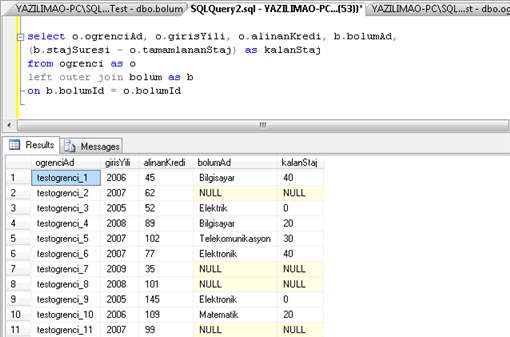 YAZILIMAO-PC\SQL...Test - dbo.bolum
SQLQuery2.sql - YAZILIMAO-PC\...(53))*
YAZILIMAO-PC\SQL...st - dbo.og
select o.ogrenciAd, o.girisYili, o.alinanKredi, b.bolumAd,
(b.stajSuresi - o.tamamlananStaj) as kalanStaj
from ogrenci as o
left outer join bolum as b
on b.bolumId = o.bolumId
Results
Messages
ogrenciAd girisYili alinanKredi bolumAd kalanStaj
1 testogrenci_1 2006 45 Bilgisayar 40
2 testogrenci_2 2007 62 NULL NULL
3 testogrenci_3 2005 52 Elektrik 0
4 testogrenci_4 2008 89 Bilgisayar 20
5 testogrenci_5 2007 102 Telekomunikasyon 30
6 testogrenci_6 2007 77 Elektronik 40
7 testogrenci_7 2009 35 NULL NULL
8 testogrenci_8 2008 101 NULL NULL
9 testogrenci_9 2005 145 Elektronik 0
10 testogrenci_10 2006 109 Matematik 20
11 testogrenci_11 2007 99 NULL NULL